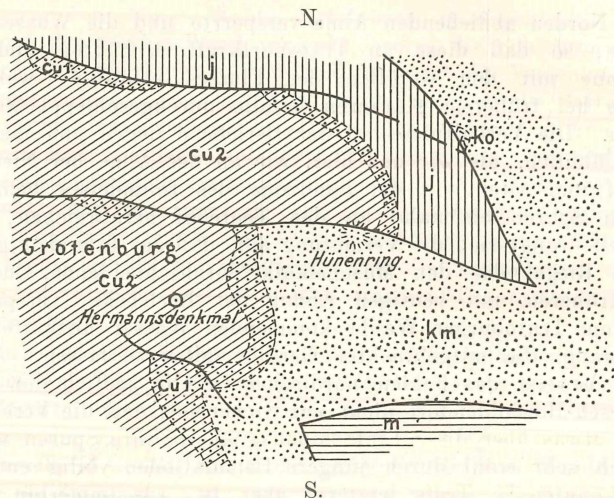 N.
j
cu1
ko
cu2
j
Grotenburg
Hünenring
cu2
Hermannsdenkmal
km
cu1
m
S.